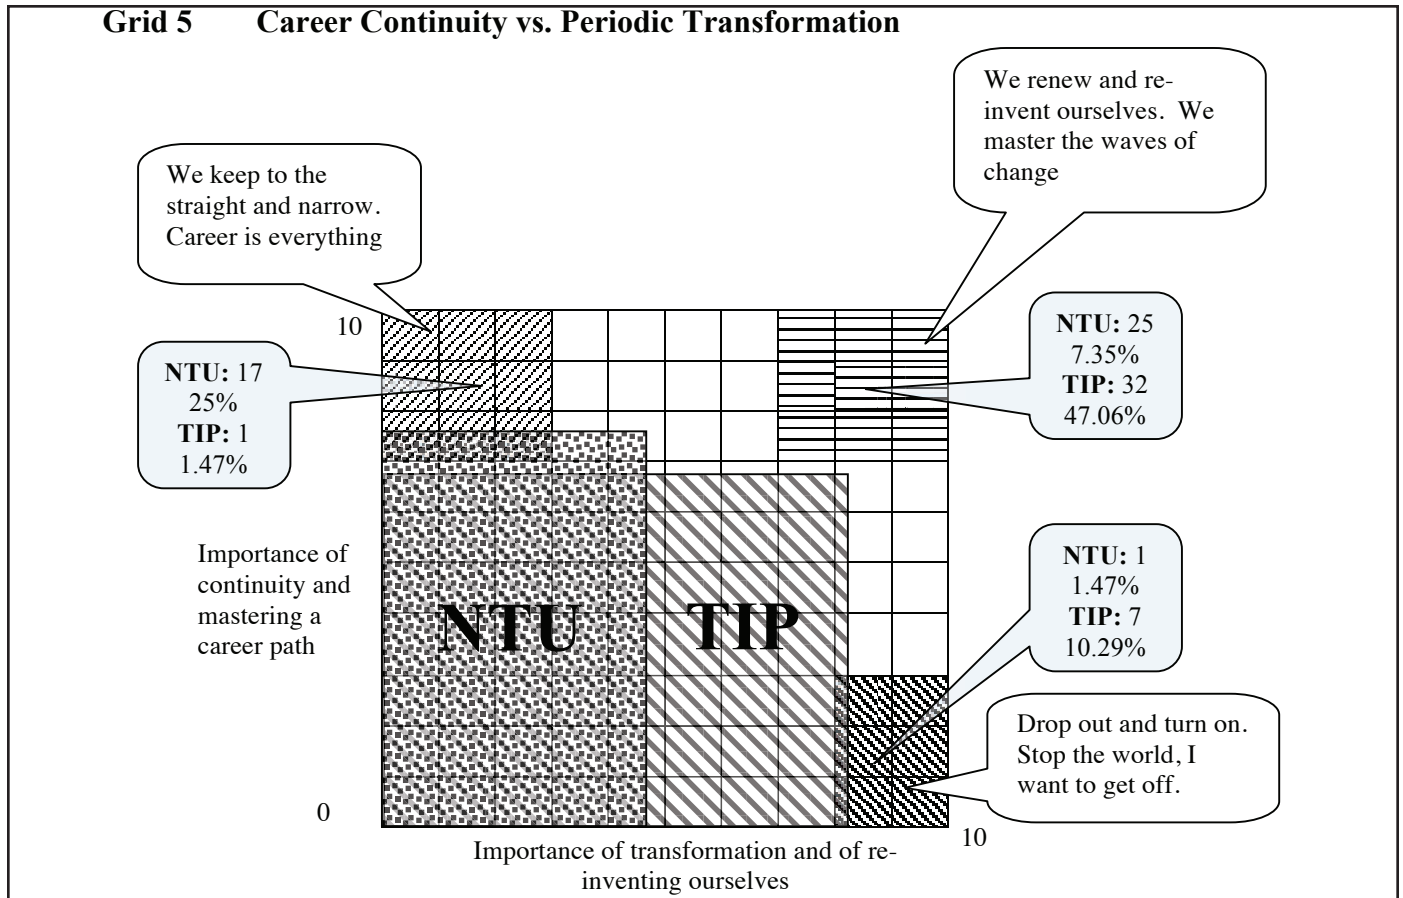 Grid 5 Career Continuity vs. Periodic Transformation
We renew and re-
invent ourselves. We
master the waves of
change
We keep to the
straight and narrow.
Career is everything
10
NTU: 17
25%
TIP: 1
1.47%
NTU: 25
7.35%
TIP: 32
47.06%
Importance of
continuity and
mastering a
career path
NTU
TIP
NTU: 1
1.47%
TIP: 7
10.29%
Drop out and turn on.
Stop the world, I
want to get off.
0
10
Importance of transformation and of re-
inventing ourselves